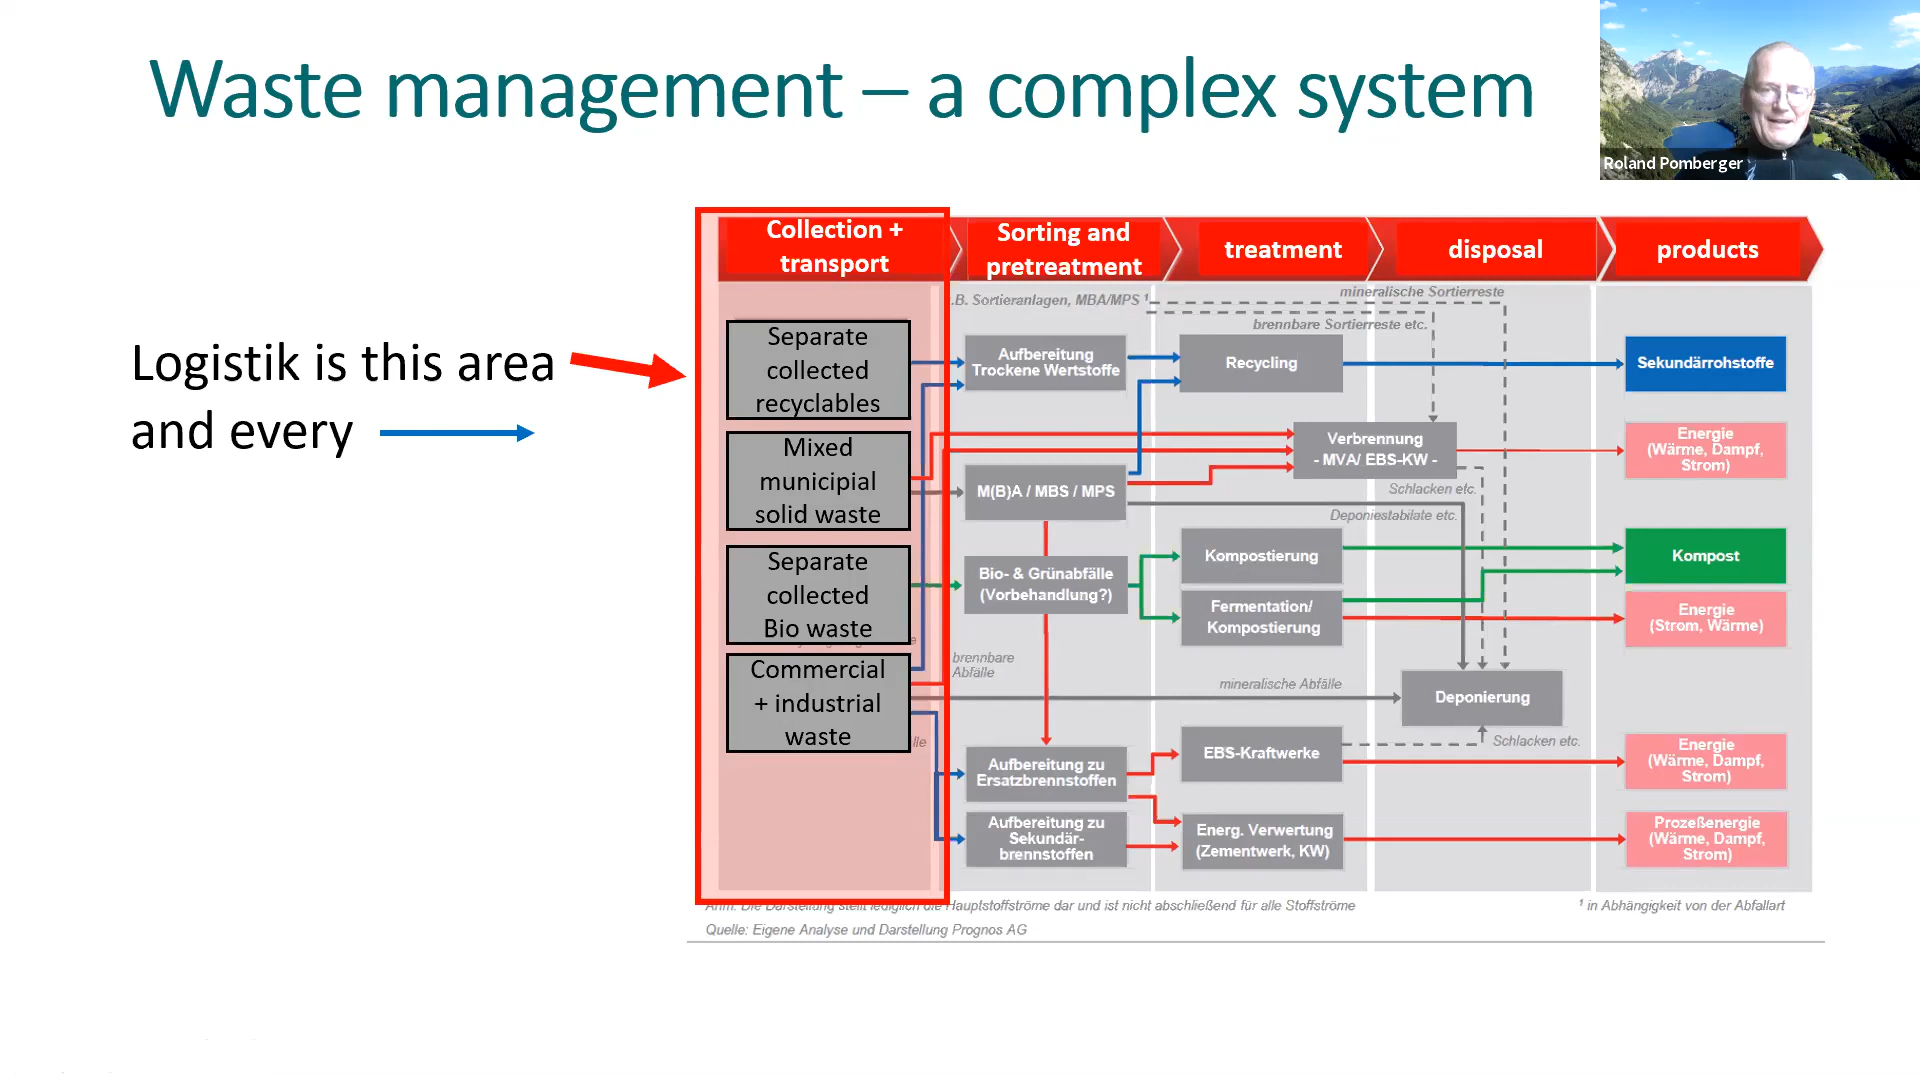 Waste management – a complex system
Roland Pomberger
Logistik is this area
and every
Collection +
transport
Sorting and
pretreatment
treatment
disposal
products
.B. Sortieranlagen, MBA/MPS ¹
mineralische Sortierreste
brennbare Sortierreste etc.
Separate
collected
recyclables
Mixed
municipial
solid waste
Separate
collected
Bio waste
Commercial
+ industrial
waste
Aufbereitung
Trockene Wertstoffe
M(B)A / MBS / MPS
Bio- & Grünabfälle
(Vorbehandlung?)
brennbare
Abfälle
Aufbereitung zu
Ersatzbrennstoffen
Aufbereitung zu
Sekundär-
brennstoffen
Recycling
Verbrennung
- MVA/ EBS-KW -
Schlacken etc.
Deponiestabilate etc.
Kompostierung
Fermentation/
Kompostierung
mineralische Abfälle
Deponierung
EBS-Kraftwerke
Schlacken etc.
Energ. Verwertung
(Zementwerk, KW)
Sekundärrohstoffe
Energie
(Wärme, Dampf,
Strom)
Kompost
Energie
(Strom, Wärme)
Energie
(Wärme, Dampf,
Strom)
Prozeßenergie
(Wärme, Dampf,
Strom)
Anm. Die Darstellung stellt lediglich die Hauptstoffströme dar und ist nicht abschließend für alle Stoffströme
¹ in Abhängigkeit von der Abfallart
Quelle: Eigene Analyse und Darstellung Prognos AG